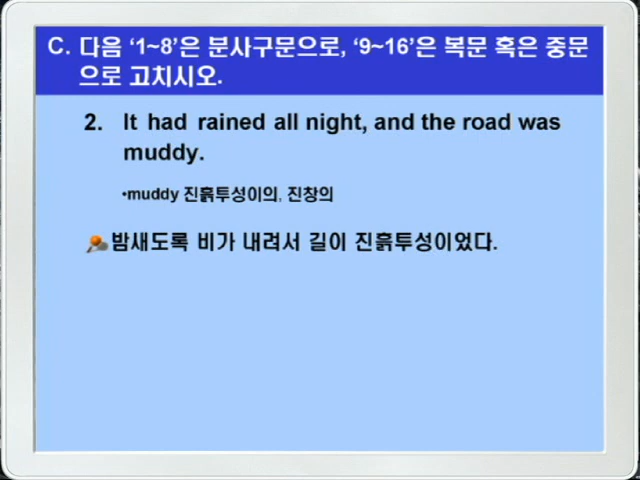 C. 다음 ‘1~8’은 분사구문으로, ‘9~16’은 복문 혹은 중문
으로 고치시오.
2. It had rained all night, and the road was
muddy.
•muddy 진흙투성이의, 진창의
밤새도록 비가 내려서 길이 진흙투성이었다.